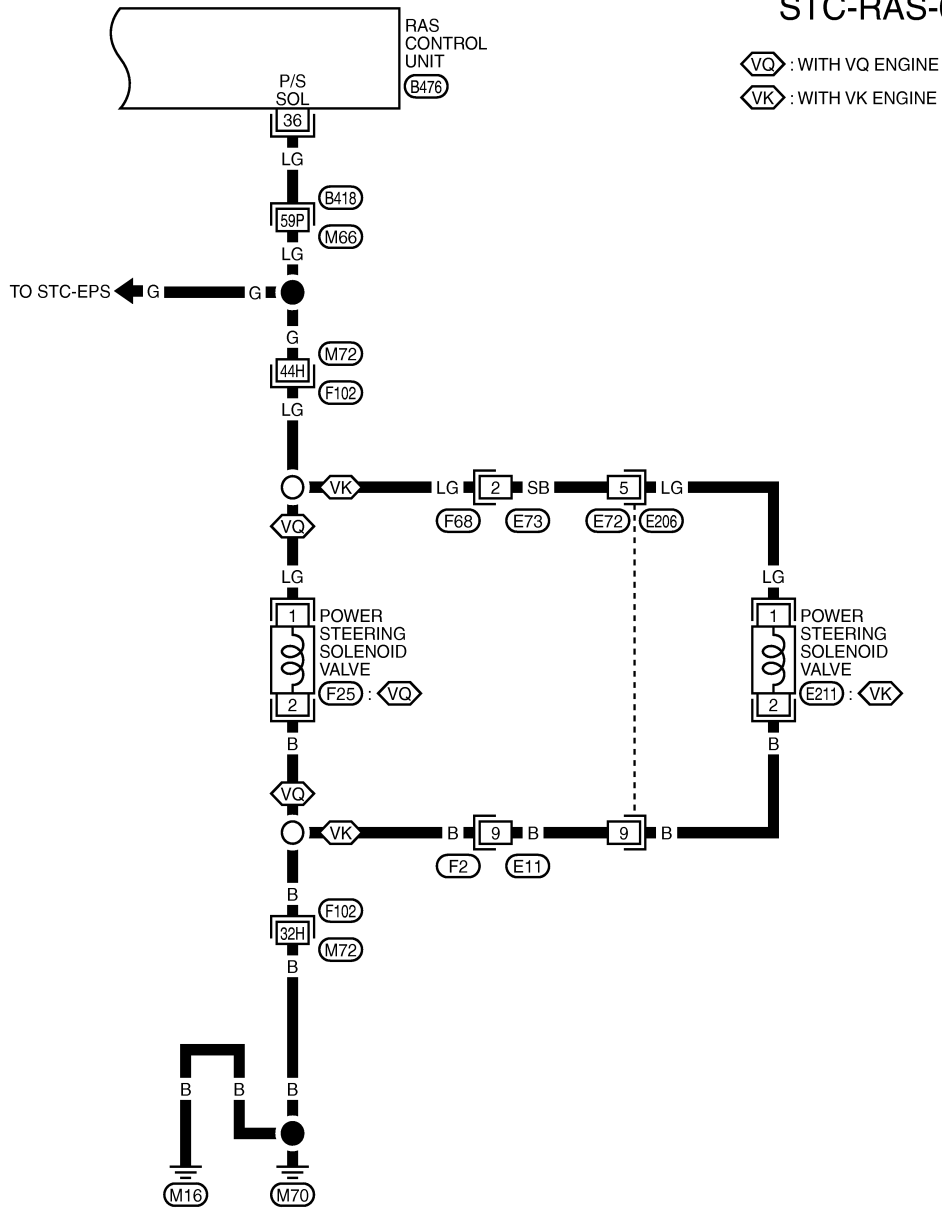 STC-RAS-
RAS
CONTROL
UNIT
B476
VQ : WITH VQ ENGINE
VK : WITH VK ENGINE
P/S
SOL
36
LG
B418
59P
M66
LG
TO STC-EPS G G
G
M72
44H
F102
LG
VK LG 2 SB 5 LG
F68 E73 E72 E206
VQ
LG LG
1 POWER
STEERING
SOLENOID
VALVE
F25 : VQ
2
1 POWER
STEERING
SOLENOID
VALVE
E211 : VK
2
B B
VQ
VK B 9 B 9 B
F2 E11
B
F102
32H
M72
B
B B B
M16 M70